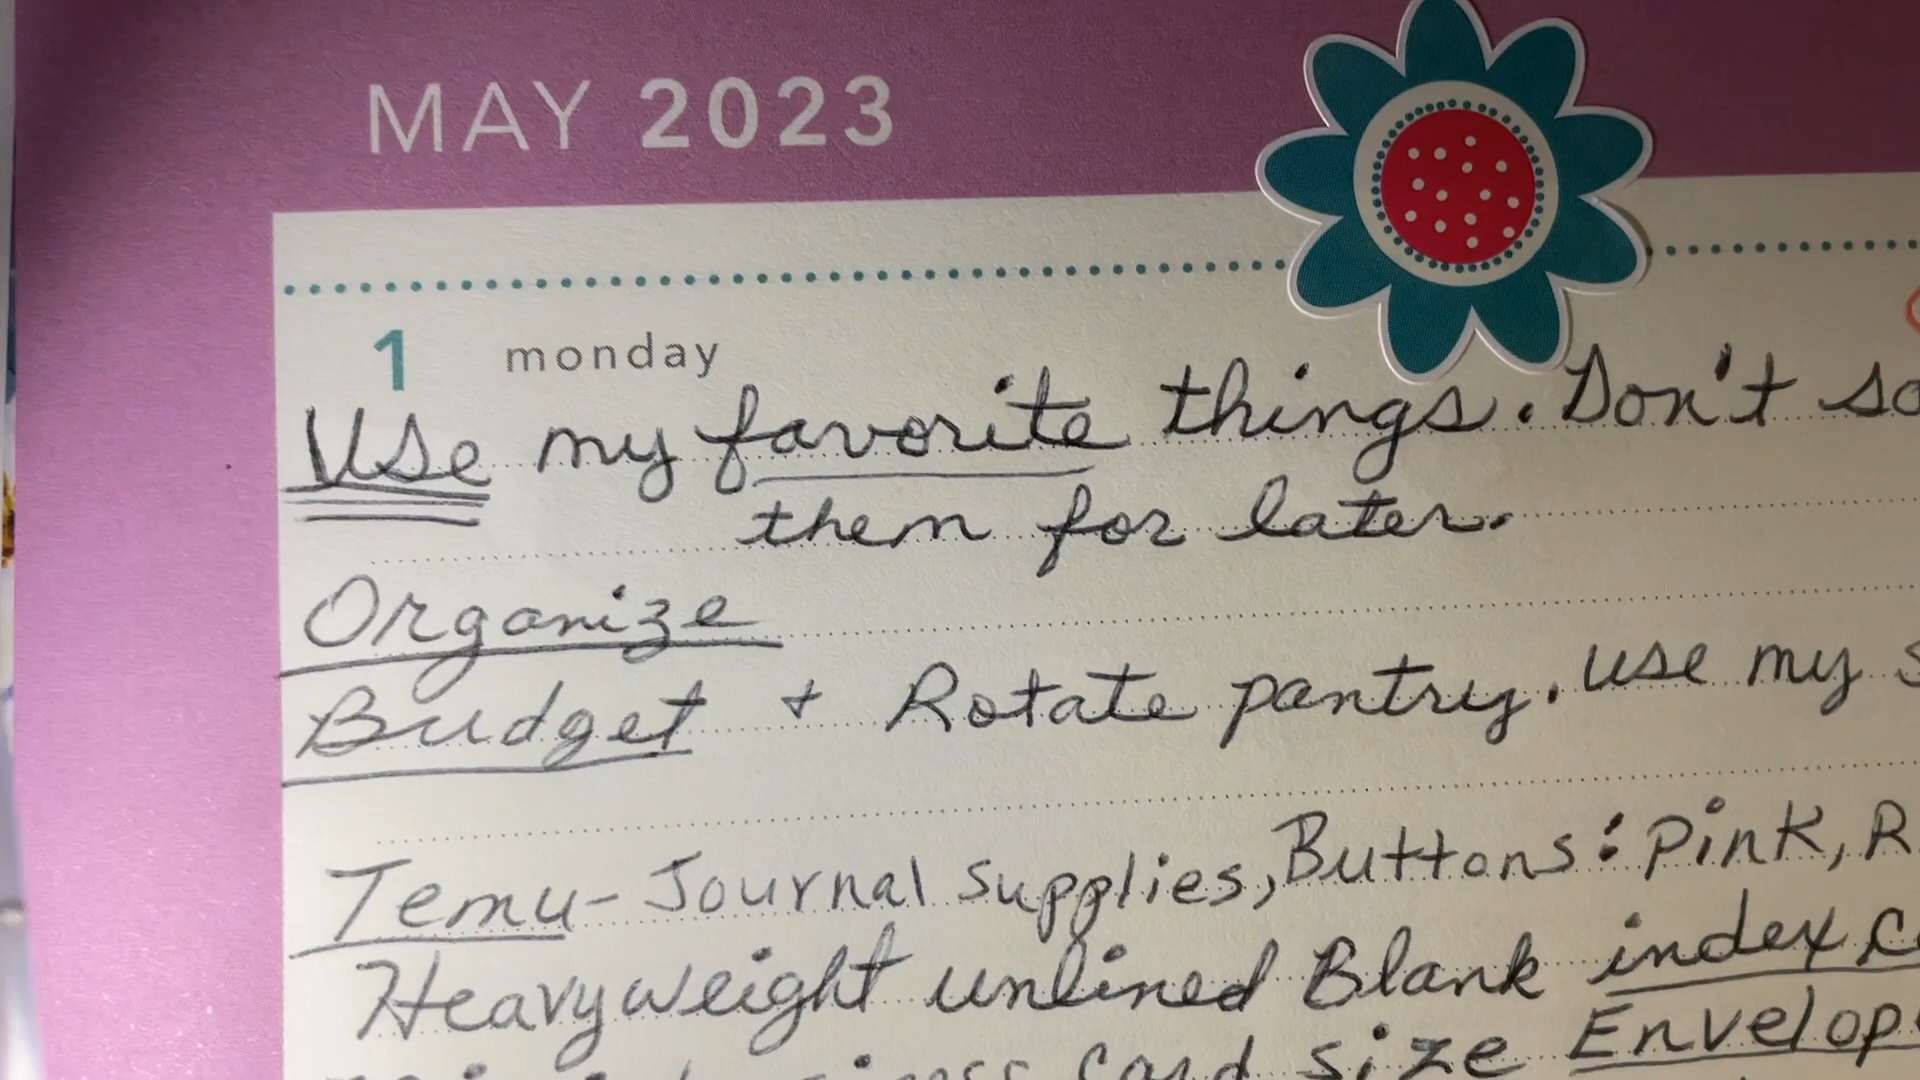 MAY 2023
1 monday
Use my favorite things. Don't
them for later.
Organize
Budget + Rotate pantry. use my
Temu- Journal supplies, Buttons: Pink,
Heavyweight unlined Blank index
card size Envelop